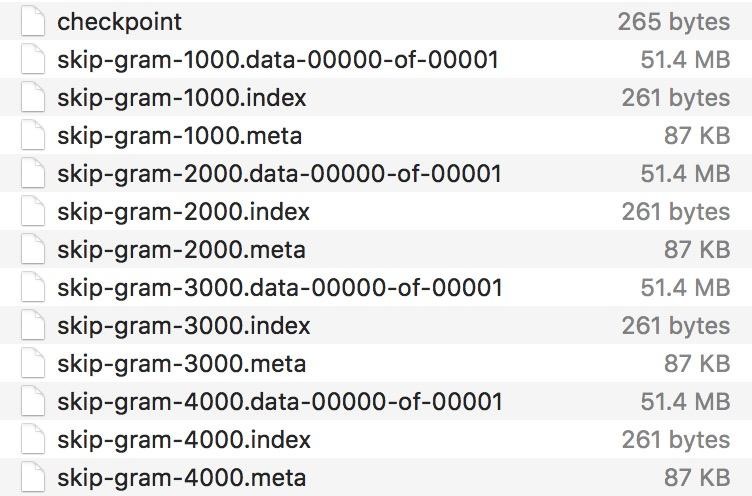 checkpoint 265 bytes
skip-gram-1000.data-00000-of-00001 51.4 MB
skip-gram-1000.index 261 bytes
skip-gram-1000.meta 87 KB
skip-gram-2000.data-00000-of-00001 51.4 MB
skip-gram-2000.index 261 bytes
skip-gram-2000.meta 87 KB
skip-gram-3000.data-00000-of-00001 51.4 MB
skip-gram-3000.index 261 bytes
skip-gram-3000.meta 87 KB
skip-gram-4000.data-00000-of-00001 51.4 MB
skip-gram-4000.index 261 bytes
skip-gram-4000.meta 87 KB